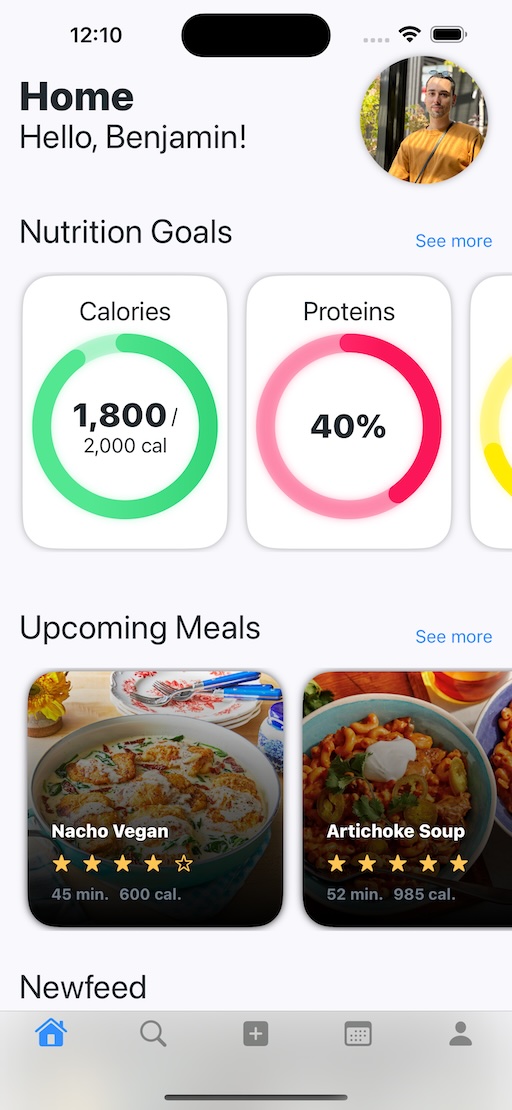 12:10
Home
Hello, Benjamin!
Nutrition Goals
See more
Calories
1,800/
2,000 cal
Proteins
40%
Upcoming Meals
See more
Nacho Vegan
45 min. 600 cal.
Artichoke Soup
52 min. 985 cal.
Newfeed